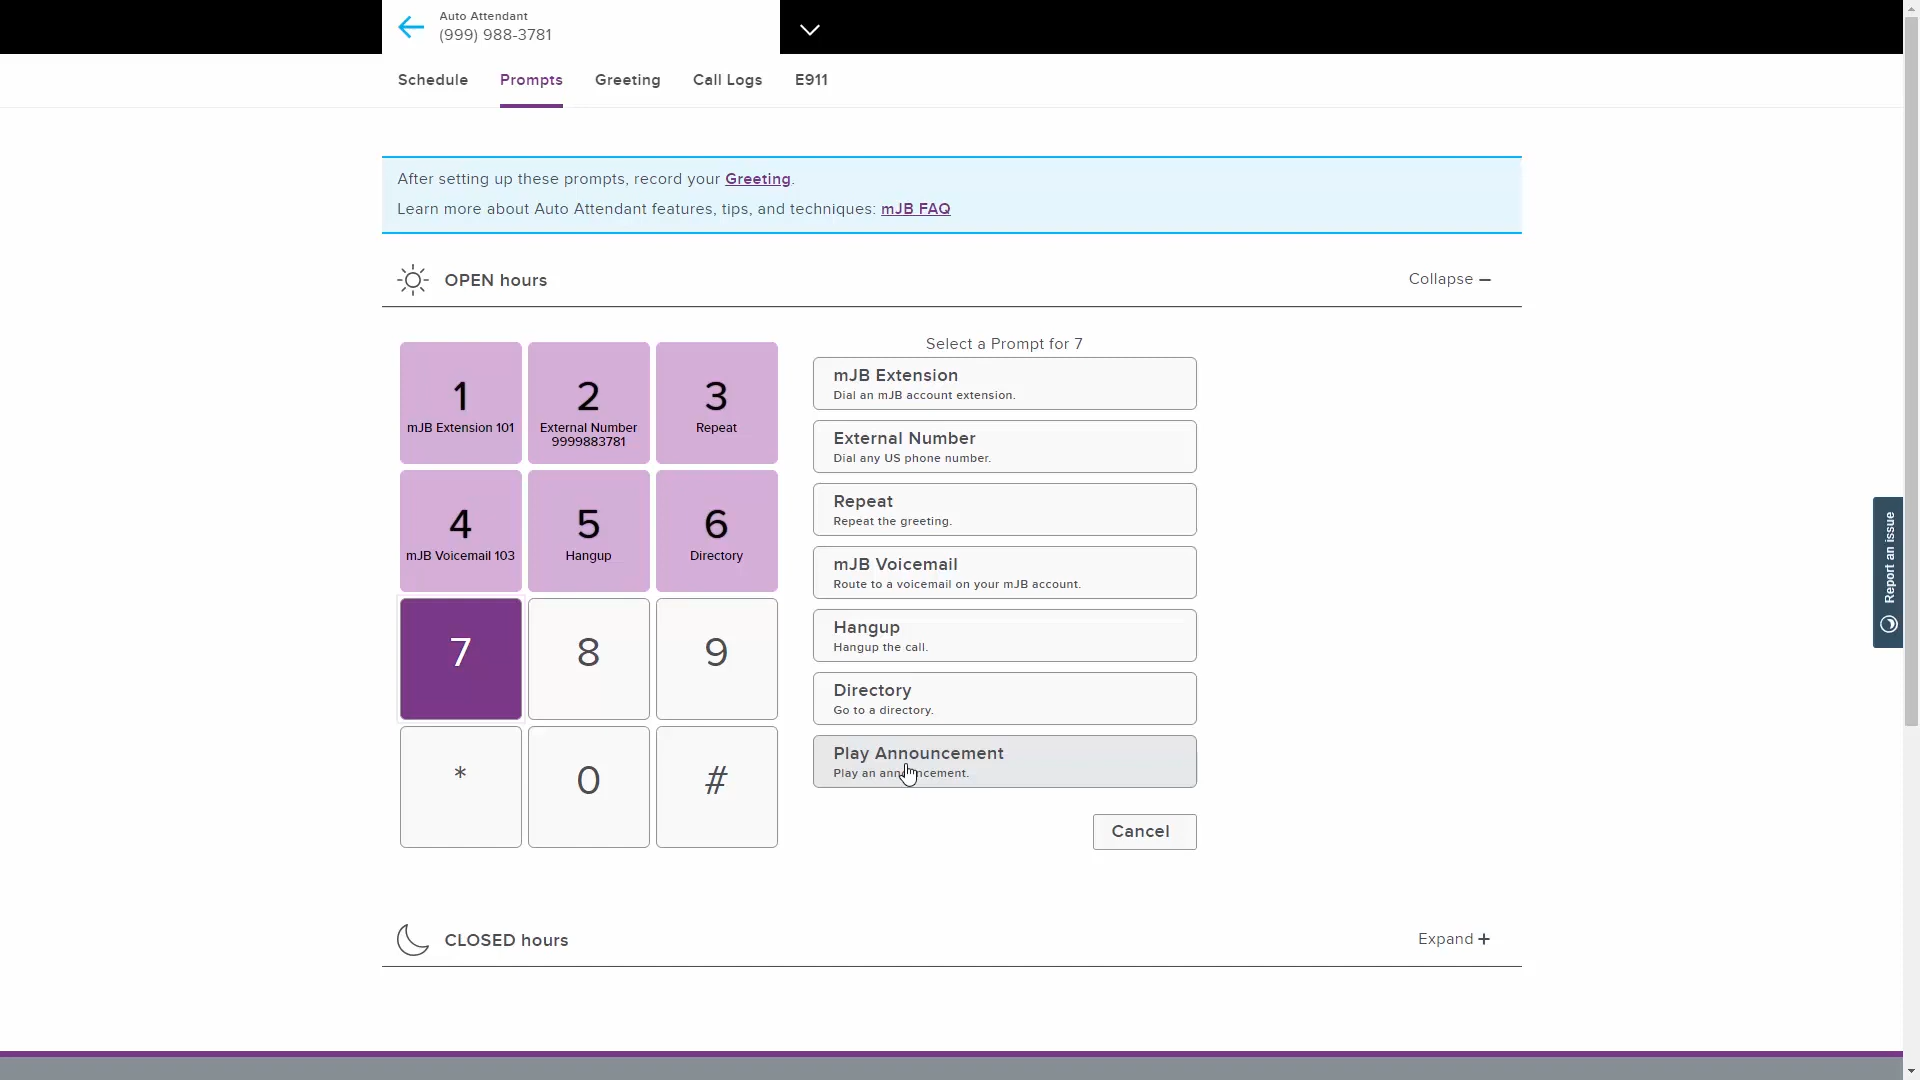 Auto Attendant
(999) 988-3781
Schedule
Prompts
Greeting
Call Logs
E911
After setting up these prompts, record your Greeting.
Learn more about Auto Attendant features, tips, and techniques: mJB FAQ
OPEN hours
Collapse −
1
mJB Extension 101
2
External Number
9999883781
3
Repeat
4
mJB Voicemail 103
5
Hangup
6
Directory
7
8
9
*
0
#
Select a Prompt for 7
mJB Extension
Dial an mJB account extension.
External Number
Dial any US phone number.
Repeat
Repeat the greeting.
mJB Voicemail
Route to a voicemail on your mJB account.
Hangup
Hangup the call.
Directory
Go to a directory.
Play Announcement
Play an announcement.
Cancel
Report an issue
CLOSED hours
Expand +